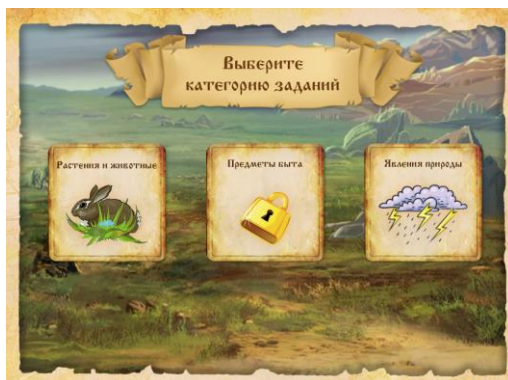 Выберите
категорию заданий
Растения и животные
Предметы быта
Явления природы